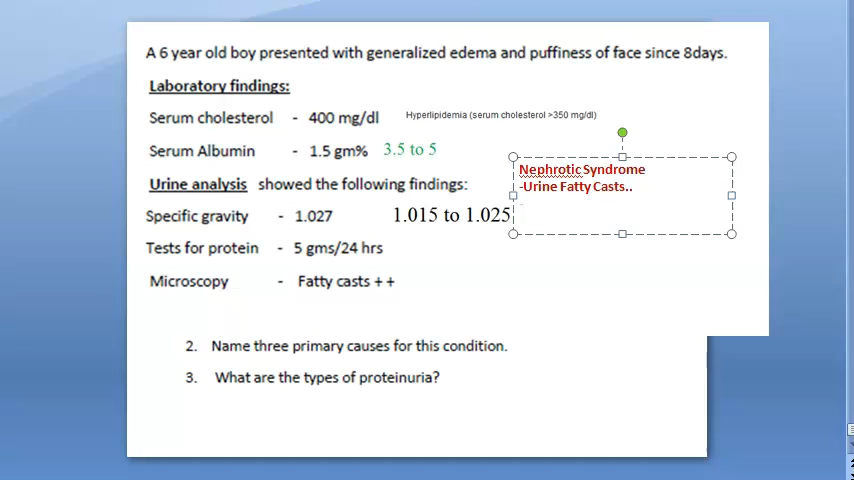 A 6 year old boy presented with generalized edema and puffiness of face since 8days.
Laboratory findings:
Serum cholesterol - 400 mg/dl Hyperlipidemia (serum cholesterol >350 mg/dl)
Serum Albumin - 1.5 gm% 3.5 to 5
Nephrotic Syndrome
-Urine Fatty Casts..
Urine analysis showed the following findings:
Specific gravity - 1.027 1.015 to 1.025
Tests for protein - 5 gms/24 hrs
Microscopy - Fatty casts + +
2. Name three primary causes for this condition.
3. What are the types of proteinuria?